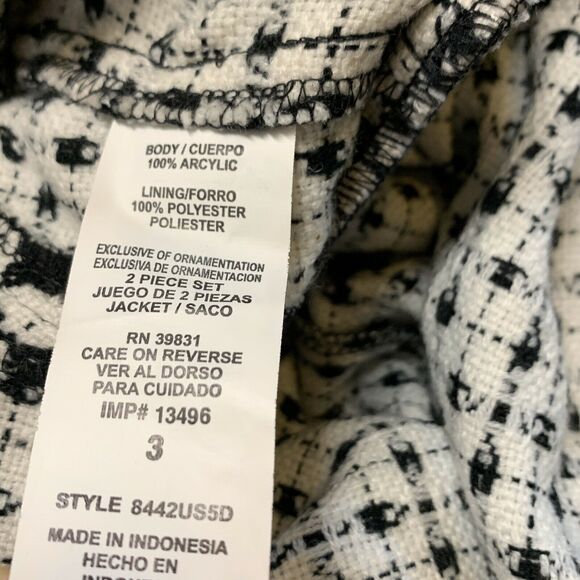 BODY / CUERPO
100% ARCYLIC
LINING/FORRO
100% POLYESTER
POLIESTER
EXCLUSIVE OF ORNAMENTIATION
EXCLUSIVA DE ORNAMENTACION
2 PIECE SET
JUEGO DE 2 PIEZAS
JACKET / SACO
RN 39831
CARE ON REVERSE
VER AL DORSO
PARA CUIDADO
IMP# 13496
3
STYLE 8442US5D
MADE IN INDONESIA
HECHO EN